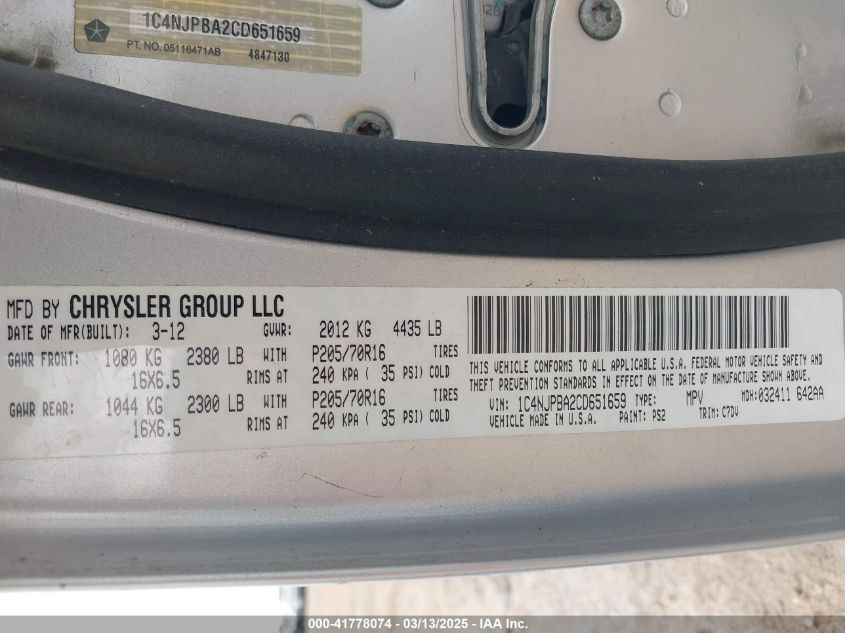 1C4NJPBA2CD651659
PT. NO. 05116471AB 4847130
MFD BY CHRYSLER GROUP LLC
DATE OF MFR(BUILT): 3-12 GVWR: 2012 KG 4435 LB
GAWR FRONT: 1080 KG 2380 LB WITH P205/70R16 TIRES
16X6.5 RIMS AT 240 KPA ( 35 PSI) COLD
GAWR REAR: 1044 KG 2300 LB WITH P205/70R16 TIRES
16X6.5 RIMS AT 240 KPA ( 35 PSI) COLD
THIS VEHICLE CONFORMS TO ALL APPLICABLE U.S.A. FEDERAL MOTOR VEHICLE SAFETY AND
THEFT PREVENTION STANDARDS IN EFFECT ON THE DATE OF MANUFACTURE SHOWN ABOVE.
VIN: 1C4NJPBA2CD651659 TYPE: MPV MDH: 032411 642AA
VEHICLE MADE IN U.S.A. PAINT: PS2 TRIM: C7DV
000-41778074 - 03/13/2025 - IAA Inc.